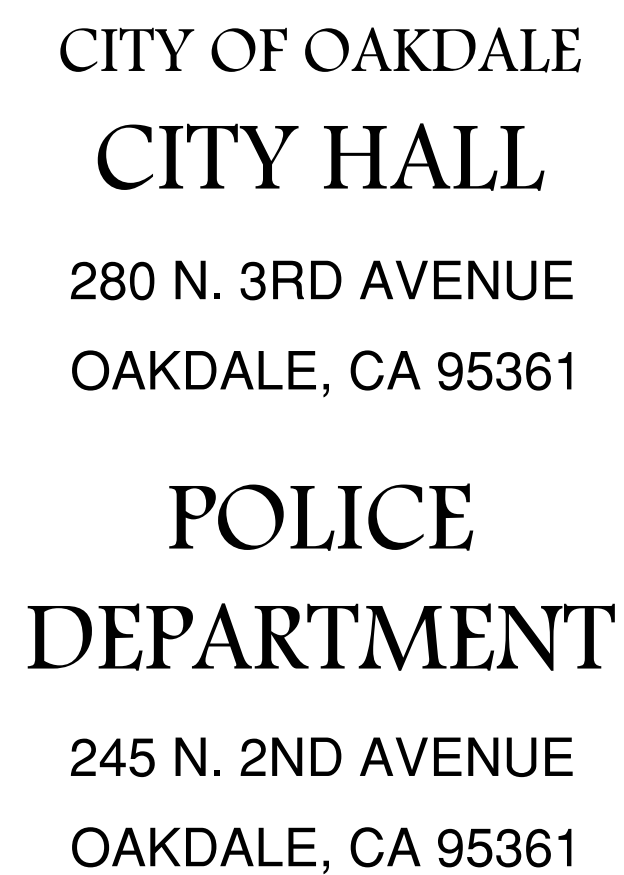 CITY OF OAKDALE
CITY HALL
280 N. 3RD AVENUE
OAKDALE, CA 95361
POLICE
DEPARTMENT
245 N. 2ND AVENUE
OAKDALE, CA 95361